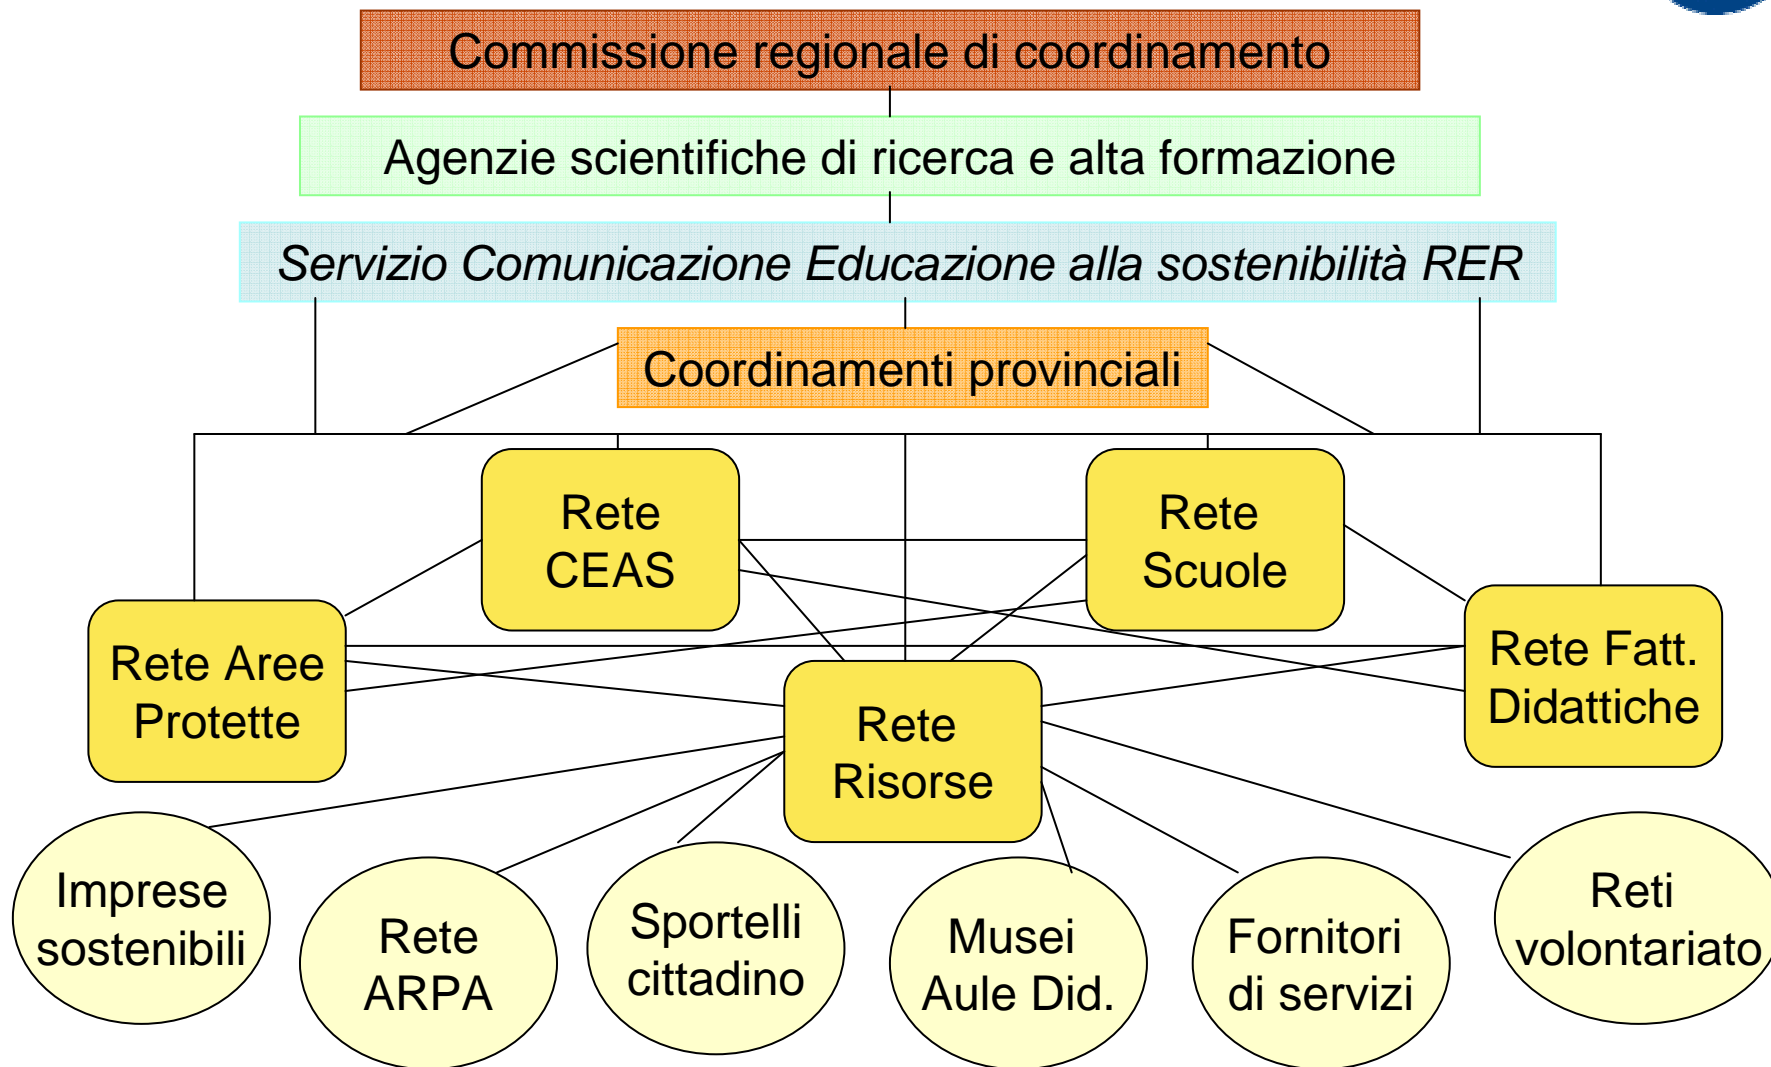 Commissione regionale di coordinamento
Agenzie scientifiche di ricerca e alta formazione
Servizio Comunicazione Educazione alla sostenibilità RER
Coordinamenti provinciali
Rete
CEAS
Rete
Scuole
Rete Aree
Protette
Rete Fatt.
Didattiche
Rete
Risorse
Imprese
sostenibili
Rete
ARPA
Sportelli
cittadino
Musei
Aule Did.
Fornitori
di servizi
Reti
volontariato